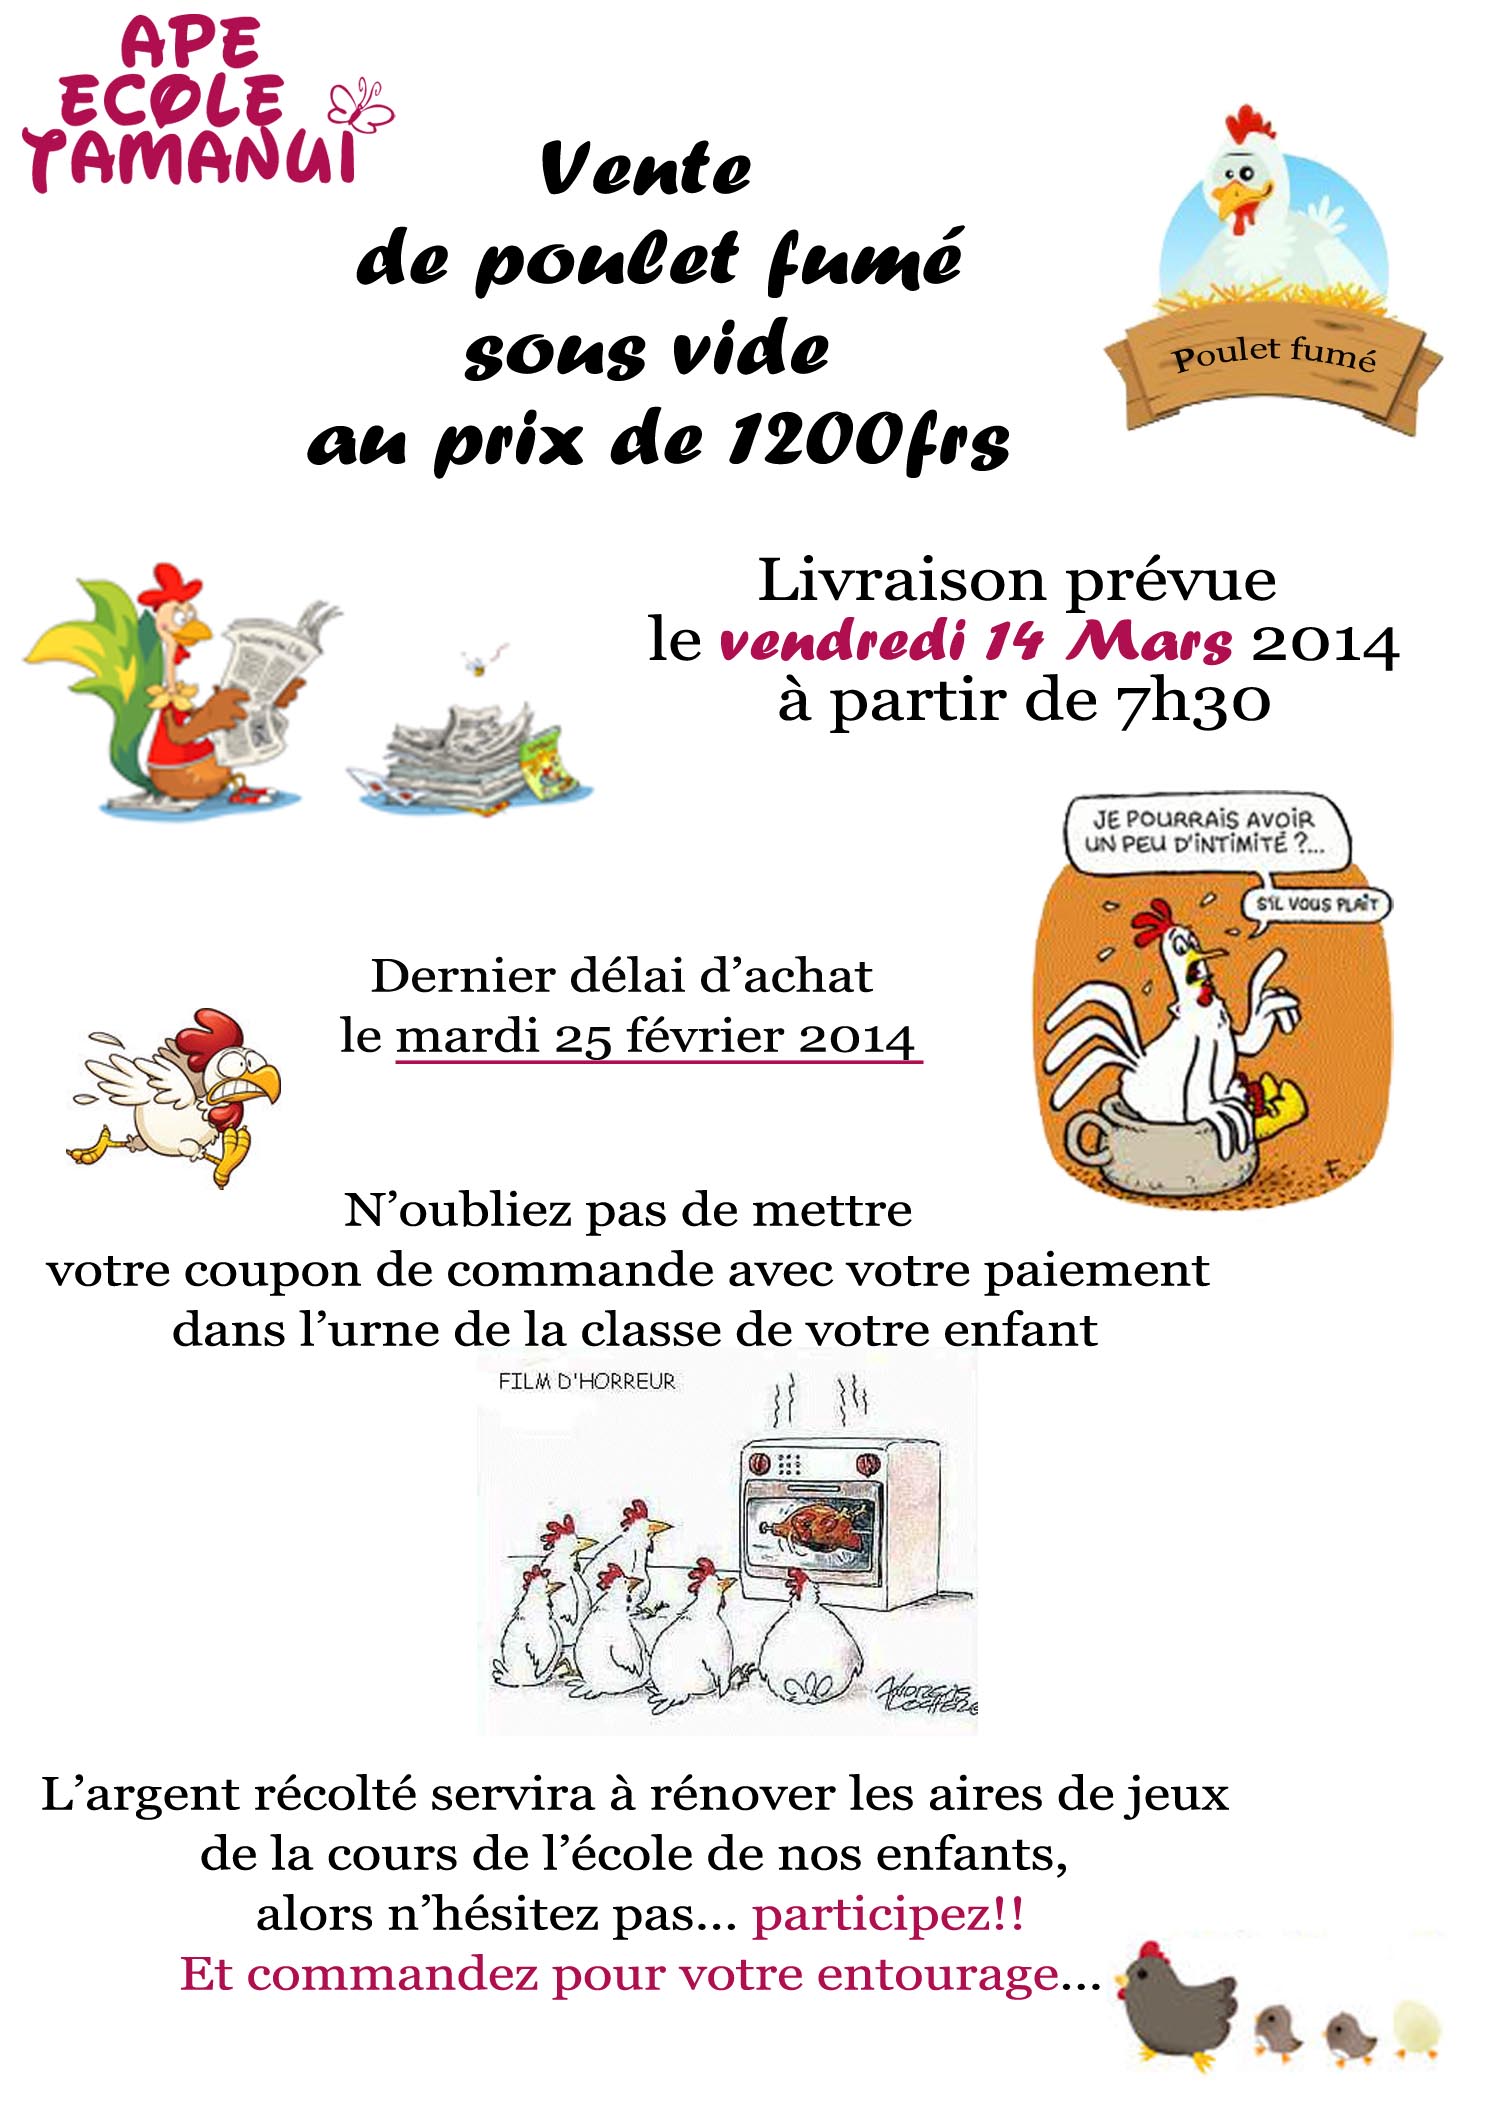 APE
ECOLE
TAMANUI
Vente
de poulet fumé
sous vide
au prix de 1200frs
Poulet fumé
Livraison prévue
le vendredi 14 Mars 2014
à partir de 7h30
JE POURRAIS AVOIR
UN PEU D'INTIMITÉ ?...
S'IL VOUS PLAÎT
Dernier délai d’achat
le mardi 25 février 2014
N’oubliez pas de mettre
votre coupon de commande avec votre paiement
dans l’urne de la classe de votre enfant
FILM D'HORREUR
L’argent récolté servira à rénover les aires de jeux
de la cours de l’école de nos enfants,
alors n’hésitez pas... participez!!
Et commandez pour votre entourage...